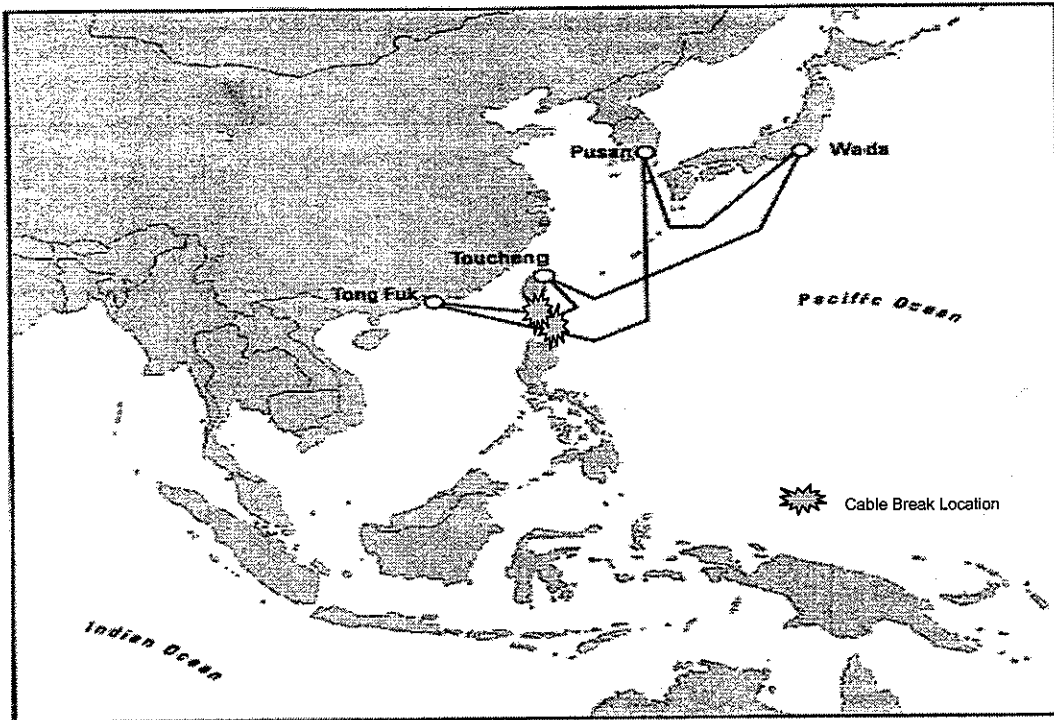 Pusan
Wada
Toucheng
Tong Fuk
Pacific Ocean
Cable Break Location
Indian Ocean